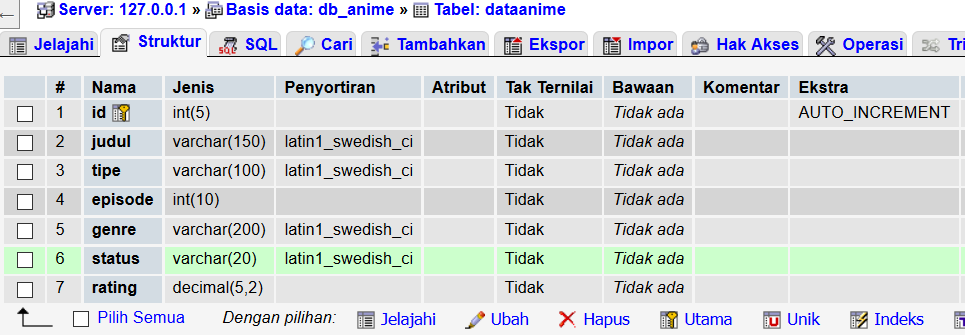 Server: 127.0.0.1 » Basis data: db_anime » Tabel: dataanime
Jelajahi Struktur SQL Cari Tambahkan Ekspor Impor Hak Akses Operasi Tri
# Nama Jenis Penyortiran Atribut Tak Ternilai Bawaan Komentar Ekstra
1 id int(5) Tidak Tidak ada AUTO_INCREMENT
2 judul varchar(150) latin1_swedish_ci Tidak Tidak ada
3 tipe varchar(100) latin1_swedish_ci Tidak Tidak ada
4 episode int(10) Tidak Tidak ada
5 genre varchar(200) latin1_swedish_ci Tidak Tidak ada
6 status varchar(20) latin1_swedish_ci Tidak Tidak ada
7 rating decimal(5,2) Tidak Tidak ada
Pilih Semua Dengan pilihan: Jelajahi Ubah Hapus Utama Unik Indeks